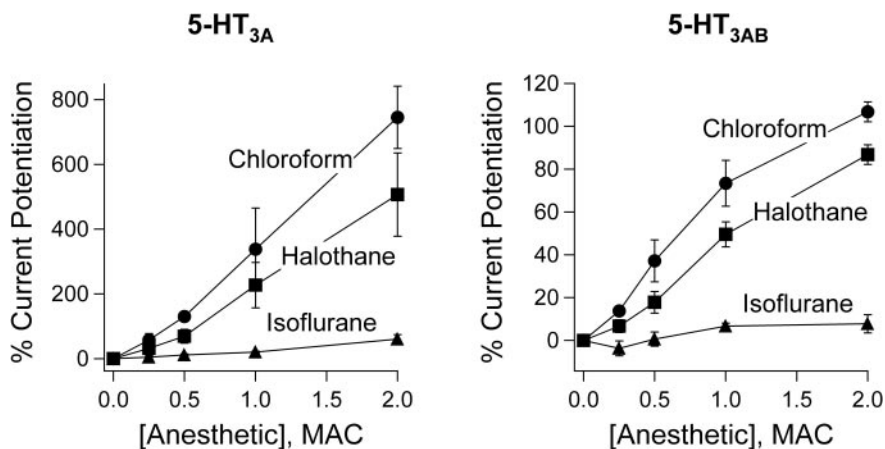 5-HT3A
% Current Potentiation
800
600
400
200
0
Chloroform
Halothane
Isoflurane
0.0 0.5 1.0 1.5 2.0
[Anesthetic], MAC
5-HT3AB
% Current Potentiation
120
100
80
60
40
20
0
Chloroform
Halothane
Isoflurane
0.0 0.5 1.0 1.5 2.0
[Anesthetic], MAC